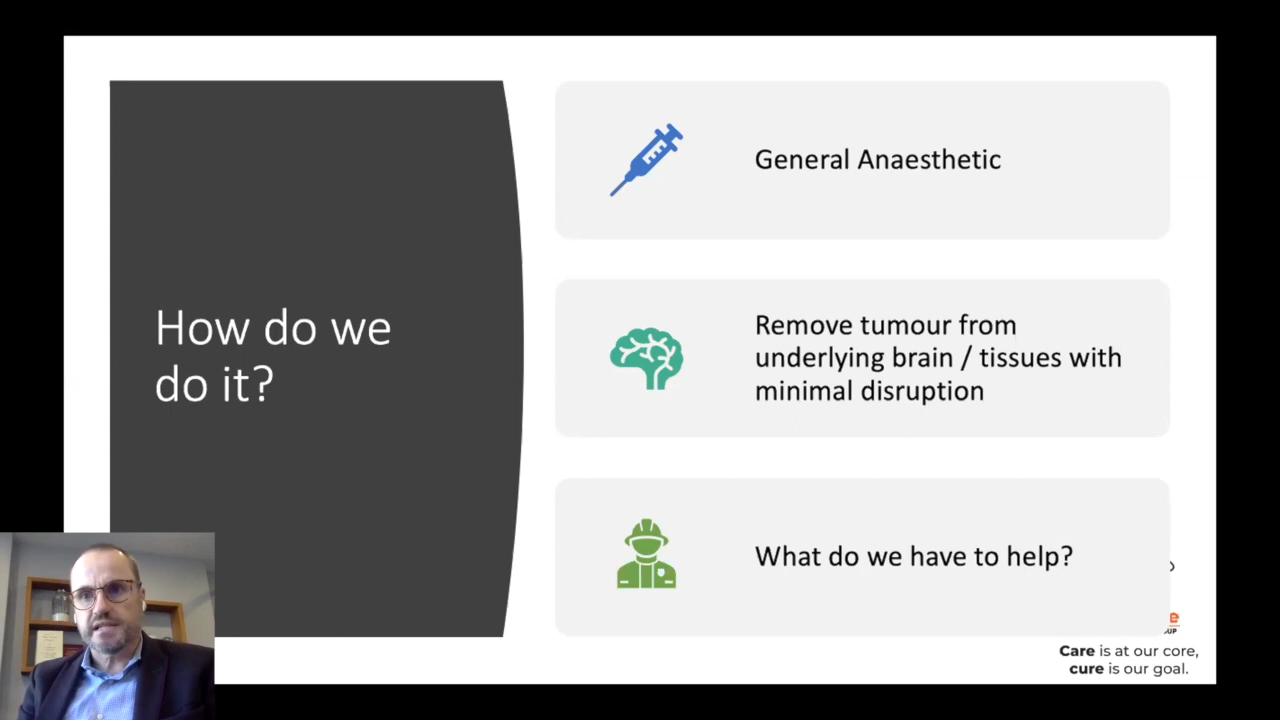 How do we
do it?
General Anaesthetic
Remove tumour from
underlying brain / tissues with
minimal disruption
What do we have to help?
Care is at our core,
cure is our goal.